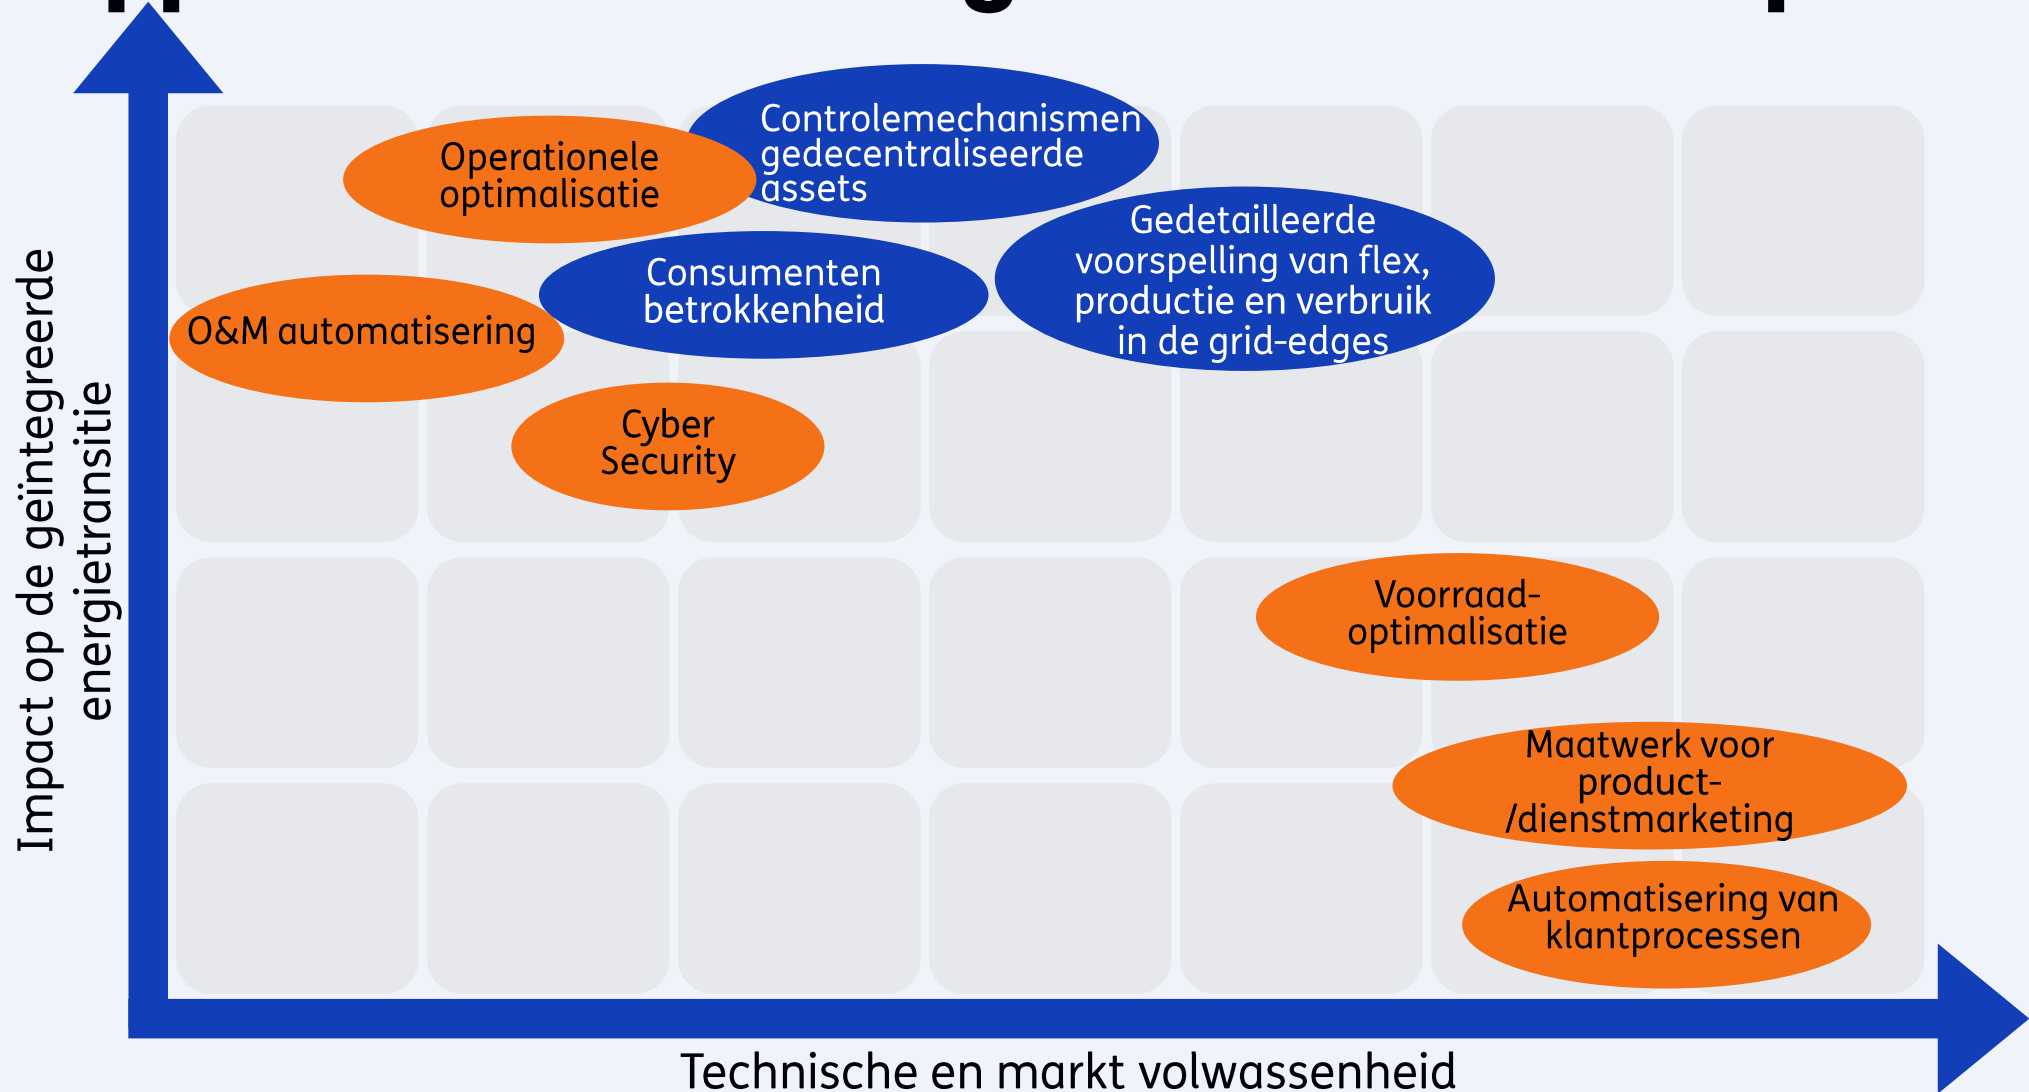 Controlemechanismen
gedecentraliseerde
assets
Operationele
optimalisatie
Gedetailleerde
voorspelling van flex,
productie en verbruik
in de grid-edges
Consumenten
betrokkenheid
O&M automatisering
Cyber
Security
Voorraad-
optimalisatie
Maatwerk voor
product-
/dienstmarketing
Automatisering van
klantprocessen
Impact op de geïntegreerde
energietransitie
Technische en markt volwassenheid